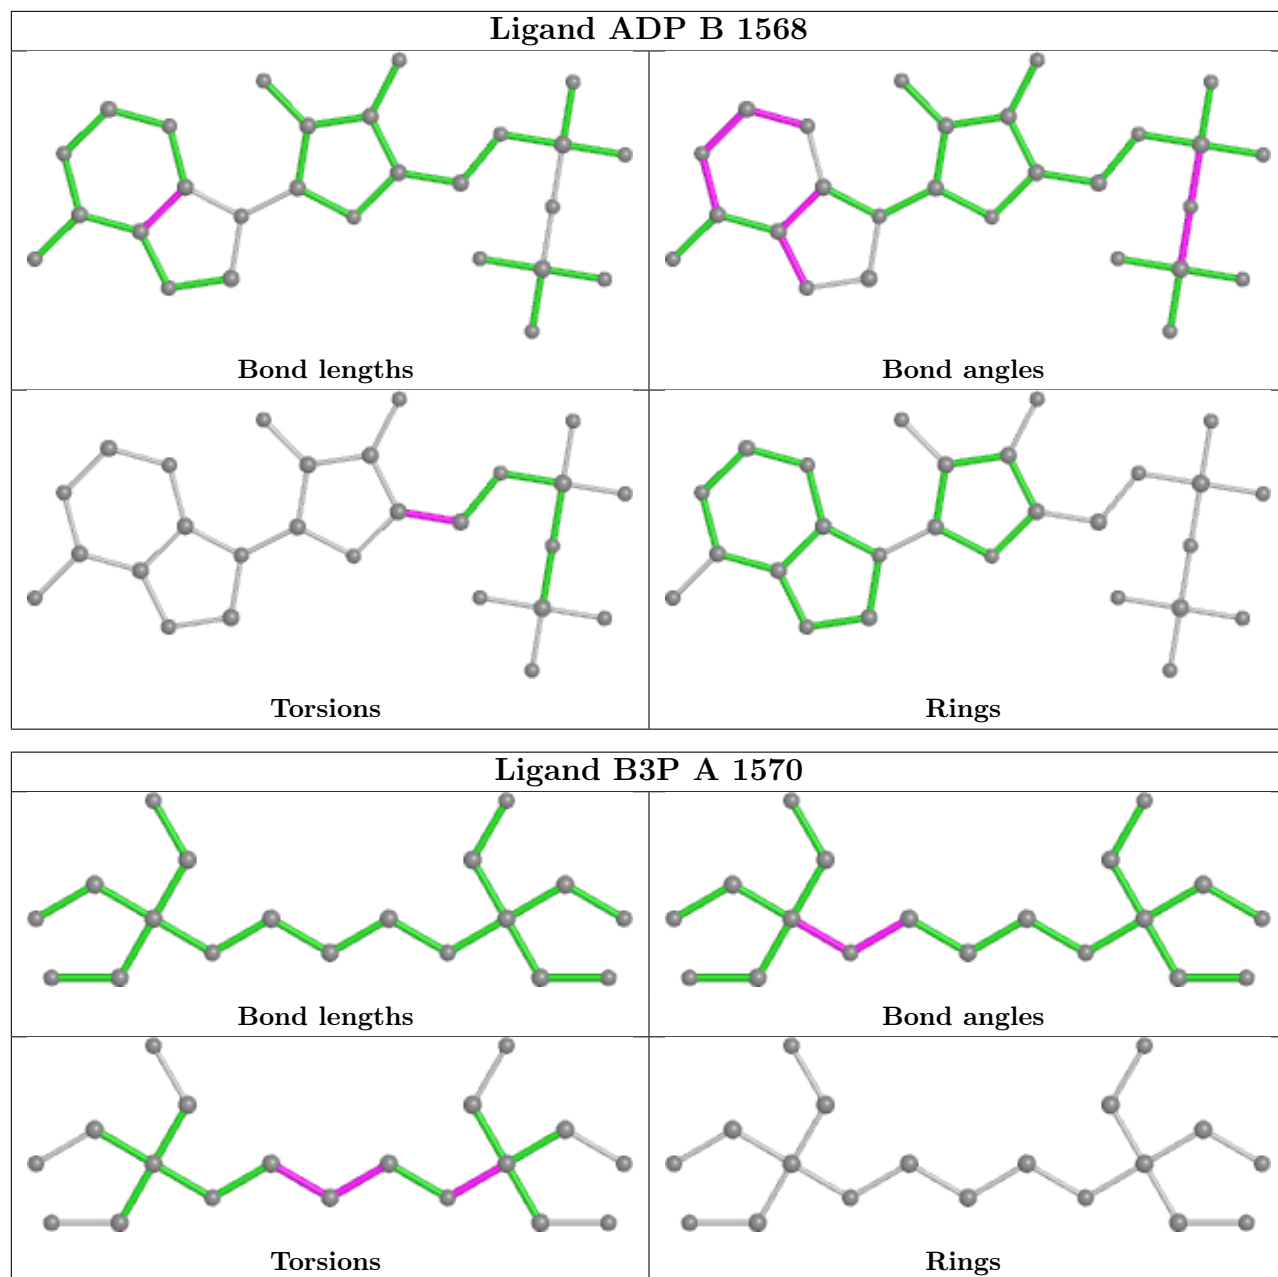 Ligand ADP B 1568
Bond lengths
Bond angles
Torsions
Rings
Ligand B3P A 1570
Bond lengths
Bond angles
Torsions
Rings